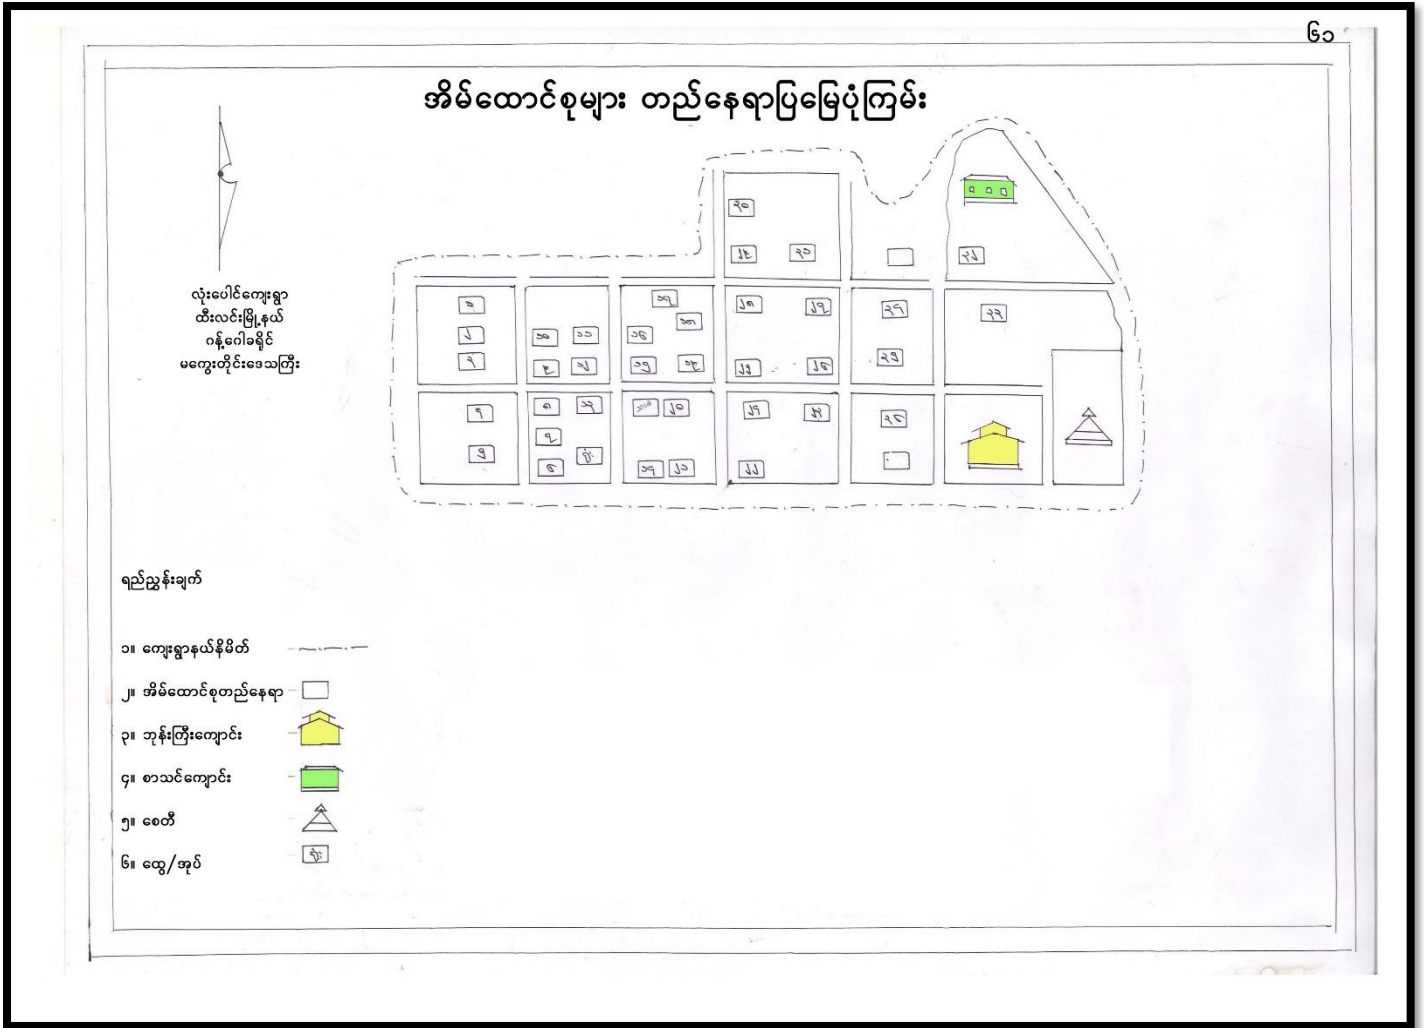 ၆၁
အိမ်ထောင်စုများ တည်နေရာပြမြေပုံကြမ်း
လုံးပေါင်ကျေးရွာ
ထီးလင်းမြို့နယ်
ဂန့်ဂေါခရိုင်
မကွေးတိုင်းဒေသကြီး
၃၀
၂၉ ၃၁
၃၂
၁ ၁၇ ၂၈ ၂၇ ၃၄ ၃၃
၂ ၁၀ ၁၁ ၁၆ ၁၈
၃ ၉ ၁၂ ၁၅ ၁၉ ၂၅ ၂၆ ၃၅
၄ ၈ ၁၃ ၂၀ ၂၄ ၃၆
၇
၅ ၆ ရုံး ၁၄ ၂၁ ၂၂
ရည်ညွှန်းချက်
၁။ ကျေးရွာနယ်နိမိတ်
၂။ အိမ်ထောင်စုတည်နေရာ
၃။ ဘုန်းကြီးကျောင်း
၄။ စာသင်ကျောင်း
၅။ စေတီ
၆။ ထွေ/အုပ် ရုံး